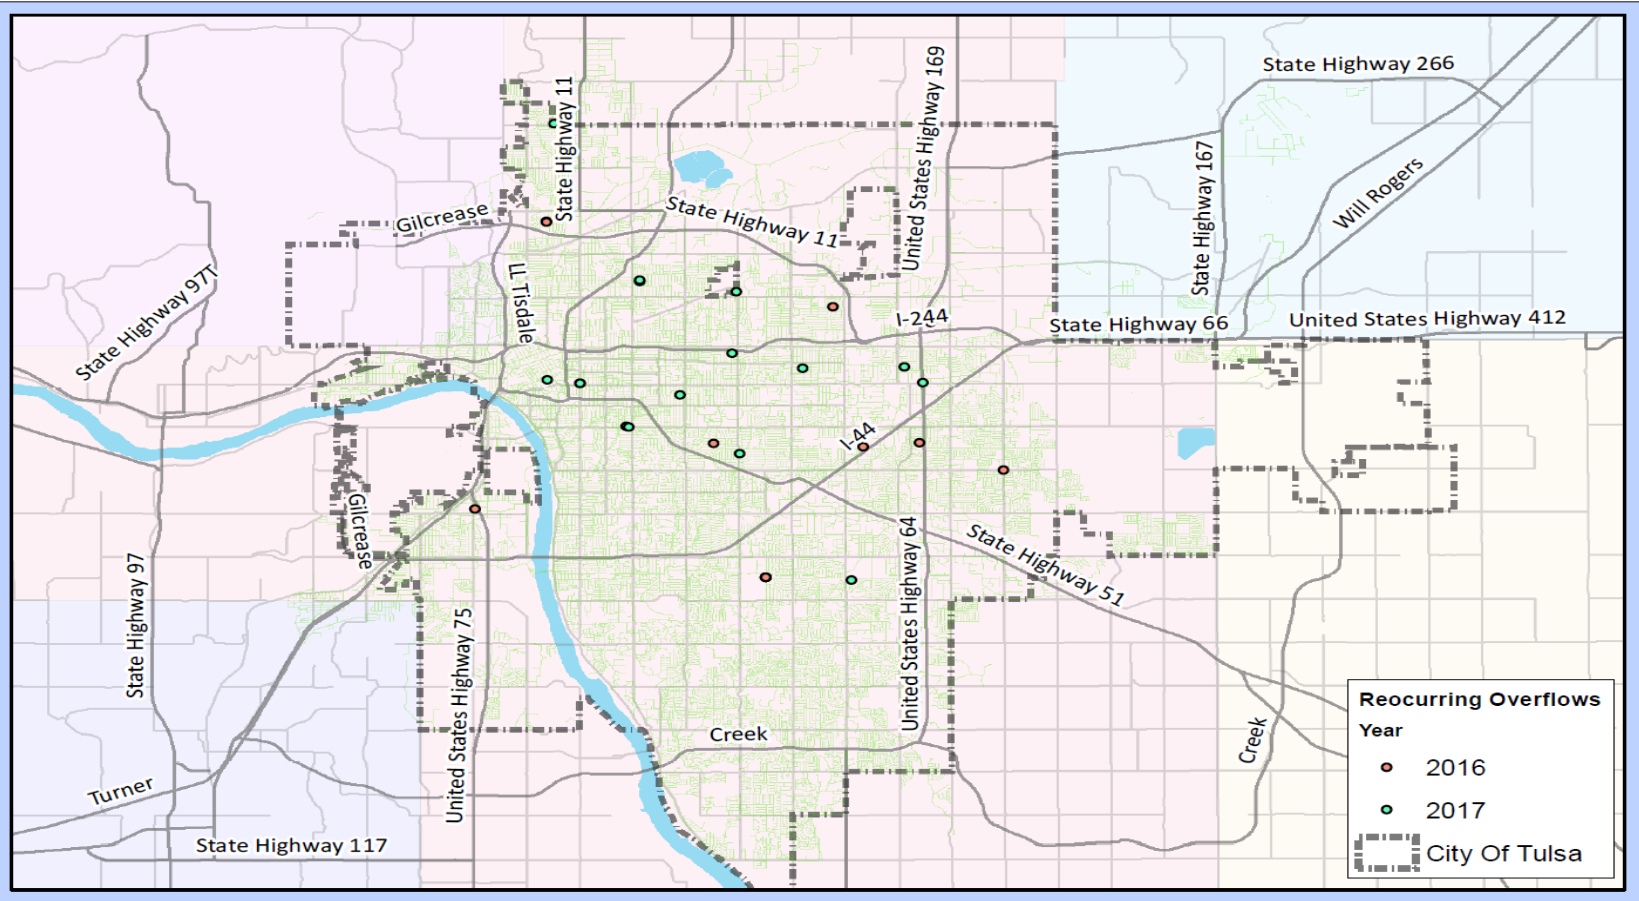 State Highway 266
State Highway 11
United States Highway 169
State Highway 167
Will Rogers
Gilcrease
State Highway 11
State Highway 97T
LL Tisdale
I-244
State Highway 66
United States Highway 412
I-44
Gilcrease
State Highway 97
United States Highway 75
United States Highway 64
State Highway 51
Creek
Creek
Turner
State Highway 117
Reocurring Overflows
Year
2016
2017
City Of Tulsa